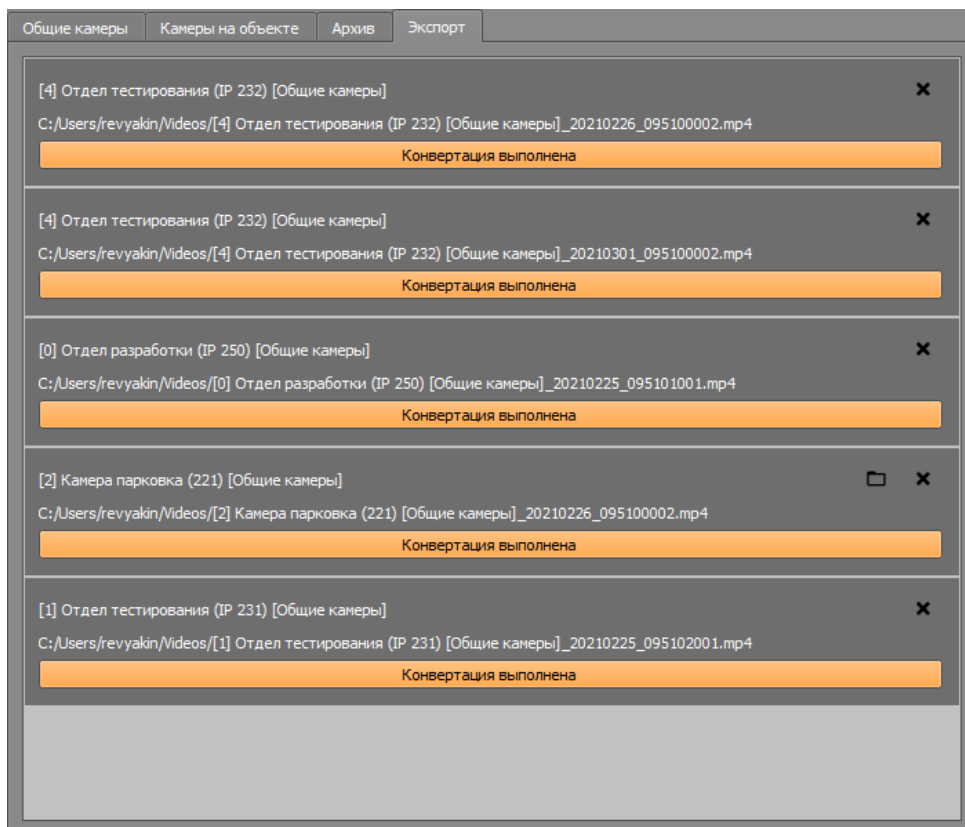 Общие камеры Камеры на объекте Архив Экспорт
[4] Отдел тестирования (IP 232) [Общие камеры]
C:/Users/revyakin/Videos/[4] Отдел тестирования (IP 232) [Общие камеры]_20210226_095100002.mp4
Конвертация выполнена
[4] Отдел тестирования (IP 232) [Общие камеры]
C:/Users/revyakin/Videos/[4] Отдел тестирования (IP 232) [Общие камеры]_20210301_095100002.mp4
Конвертация выполнена
[0] Отдел разработки (IP 250) [Общие камеры]
C:/Users/revyakin/Videos/[0] Отдел разработки (IP 250) [Общие камеры]_20210225_095101001.mp4
Конвертация выполнена
[2] Камера парковка (221) [Общие камеры]
C:/Users/revyakin/Videos/[2] Камера парковка (221) [Общие камеры]_20210226_095100002.mp4
Конвертация выполнена
[1] Отдел тестирования (IP 231) [Общие камеры]
C:/Users/revyakin/Videos/[1] Отдел тестирования (IP 231) [Общие камеры]_20210225_095102001.mp4
Конвертация выполнена